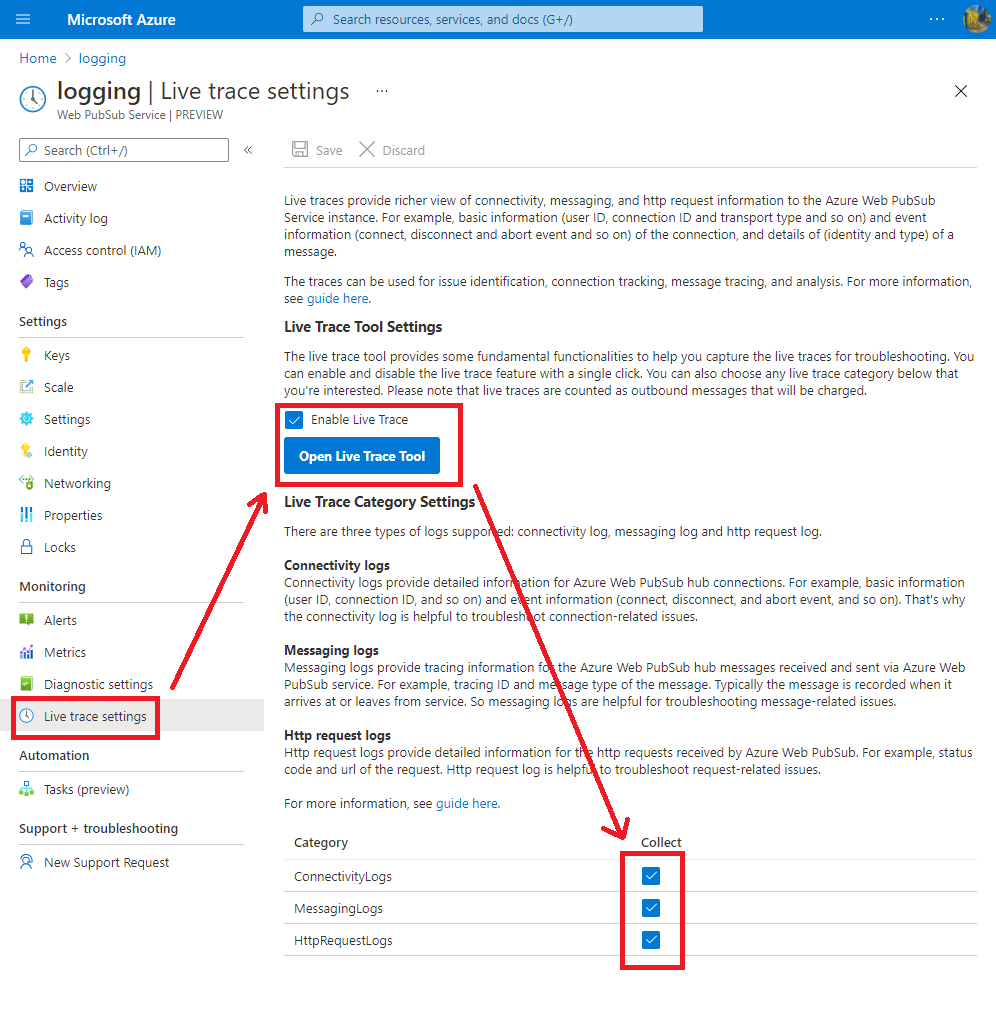 Microsoft Azure
Search resources, services, and docs (G+/)
Home > logging
logging | Live trace settings ...
Web PubSub Service | PREVIEW
Search (Ctrl+/)
«
Overview
Activity log
Access control (IAM)
Tags
Settings
Keys
Scale
Settings
Identity
Networking
Properties
Locks
Monitoring
Alerts
Metrics
Diagnostic settings
Live trace settings
Automation
Tasks (preview)
Support + troubleshooting
New Support Request
Save
Discard
Live traces provide richer view of connectivity, messaging, and http request information to the Azure Web PubSub
Service instance. For example, basic information (user ID, connection ID and transport type and so on) and event
information (connect, disconnect and abort event and so on) of the connection, and details of (identity and type) of a
message.
The traces can be used for issue identification, connection tracking, message tracing, and analysis. For more information,
see guide here.
Live Trace Tool Settings
The live trace tool provides some fundamental functionalities to help you capture the live traces for troubleshooting. You
can enable and disable the live trace feature with a single click. You can also choose any live trace category below that
you're interested. Please note that live traces are counted as outbound messages that will be charged.
Enable Live Trace
Open Live Trace Tool
Live Trace Category Settings
There are three types of logs supported: connectivity log, messaging log and http request log.
Connectivity logs
Connectivity logs provide detailed information for Azure Web PubSub hub connections. For example, basic information
(user ID, connection ID, and so on) and event information (connect, disconnect, and abort event, and so on). That's why
the connectivity log is helpful to troubleshoot connection-related issues.
Messaging logs
Messaging logs provide tracing information for the Azure Web PubSub hub messages received and sent via Azure Web
PubSub service. For example, tracing ID and message type of the message. Typically the message is recorded when it
arrives at or leaves from service. So messaging logs are helpful for troubleshooting message-related issues.
Http request logs
Http request logs provide detailed information for the http requests received by Azure Web PubSub. For example, status
code and url of the request. Http request log is helpful to troubleshoot request-related issues.
For more information, see guide here.
Category Collect
ConnectivityLogs
MessagingLogs
HttpRequestLogs